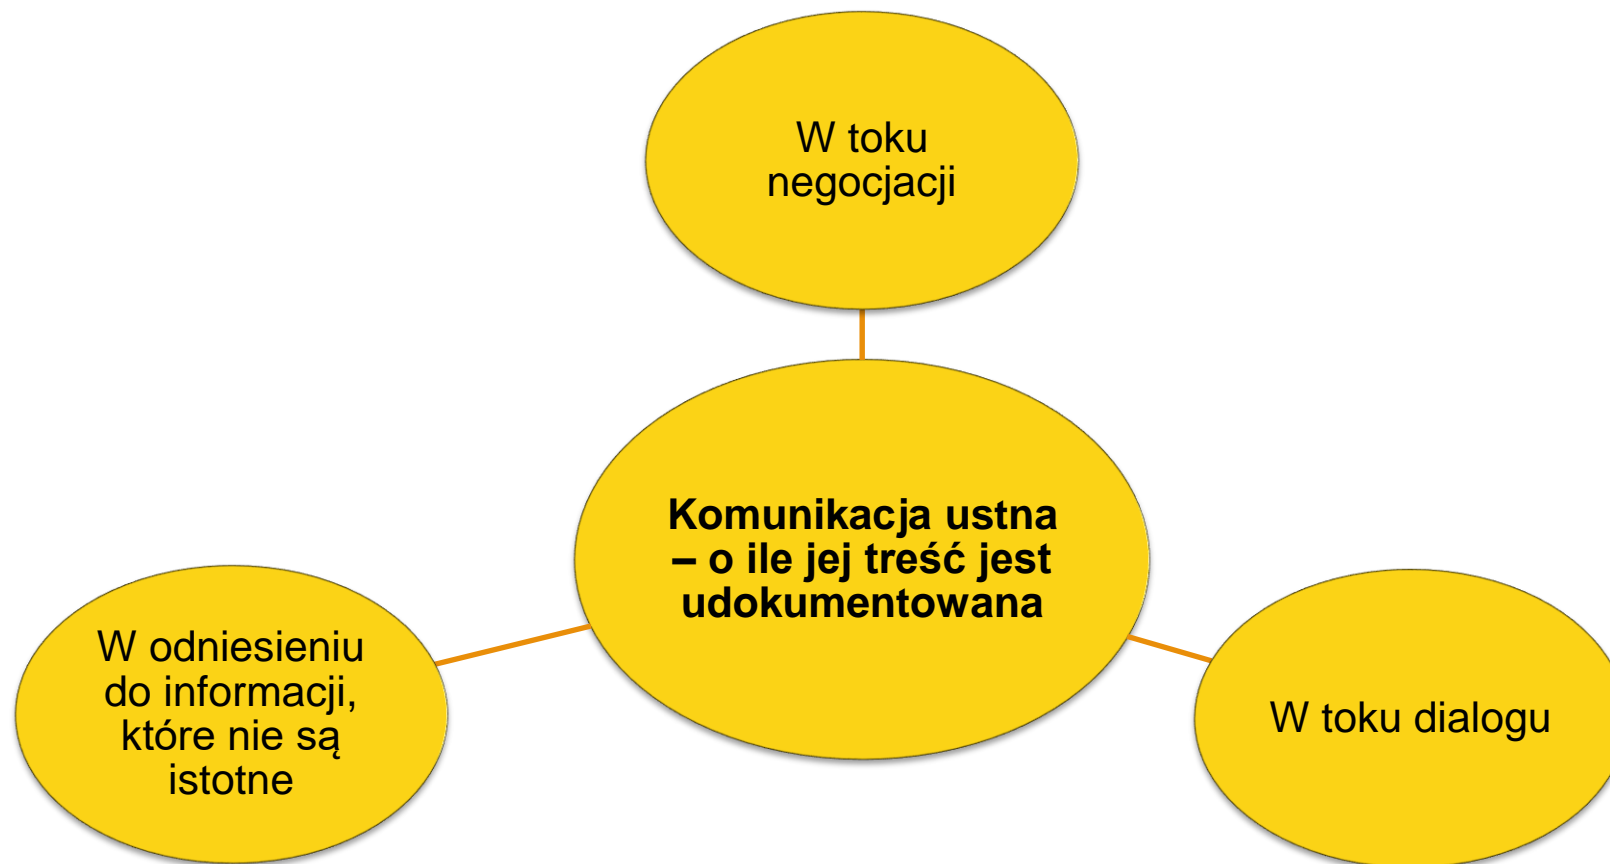 W toku
negocjacji
Komunikacja ustna
– o ile jej treść jest
udokumentowana
W odniesieniu
do informacji,
które nie są
istotne
W toku dialogu